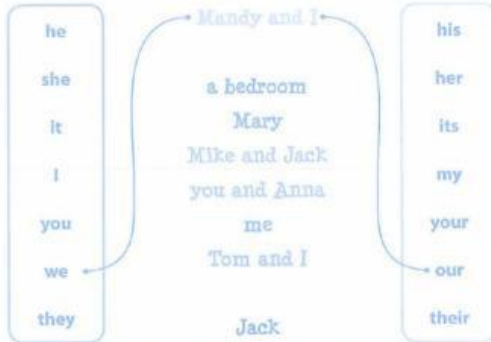 he
she
it
I
you
we
they
Mandy and I
a bedroom
Mary
Mike and Jack
you and Anna
me
Tom and I
Jack
his
her
its
my
your
our
their